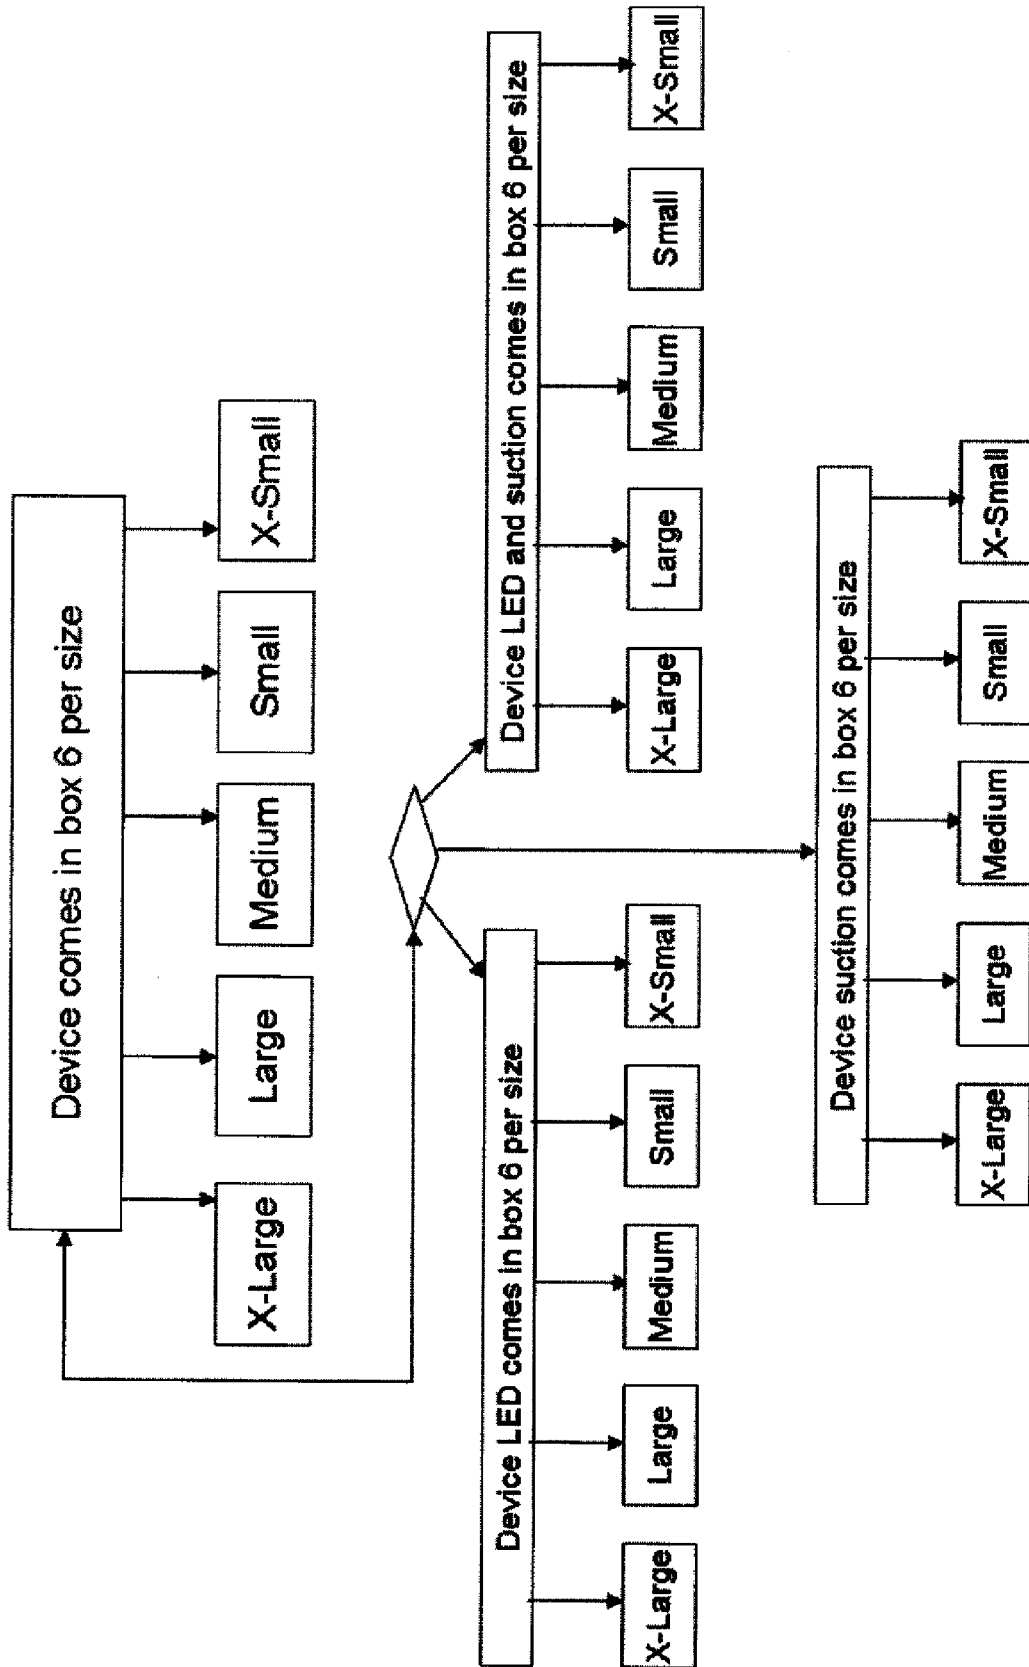 Device comes in box 6 per size
X-Large
Large
Medium
Small
X-Small
Device LED comes in box 6 per size
X-Large
Large
Medium
Small
X-Small
Device LED and suction comes in box 6 per size
X-Large
Large
Medium
Small
X-Small
Device suction comes in box 6 per size
X-Large
Large
Medium
Small
X-Small